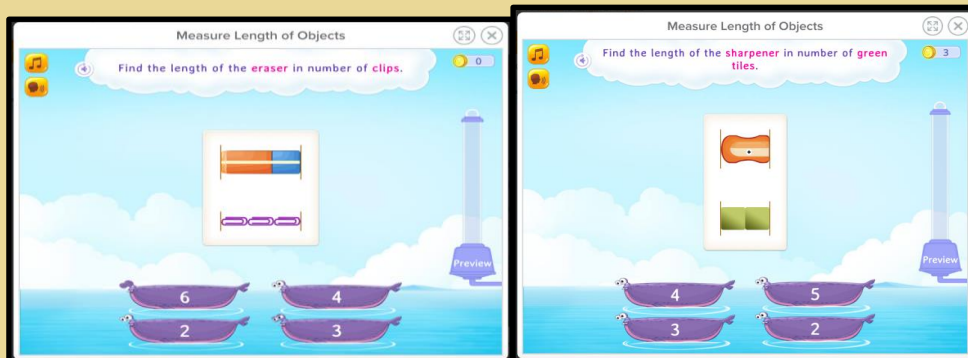 Measure Length of Objects
Find the length of the eraser in number of clips.
0
Preview
6
4
2
3
Measure Length of Objects
Find the length of the sharpener in number of green
tiles.
3
Preview
4
5
3
2